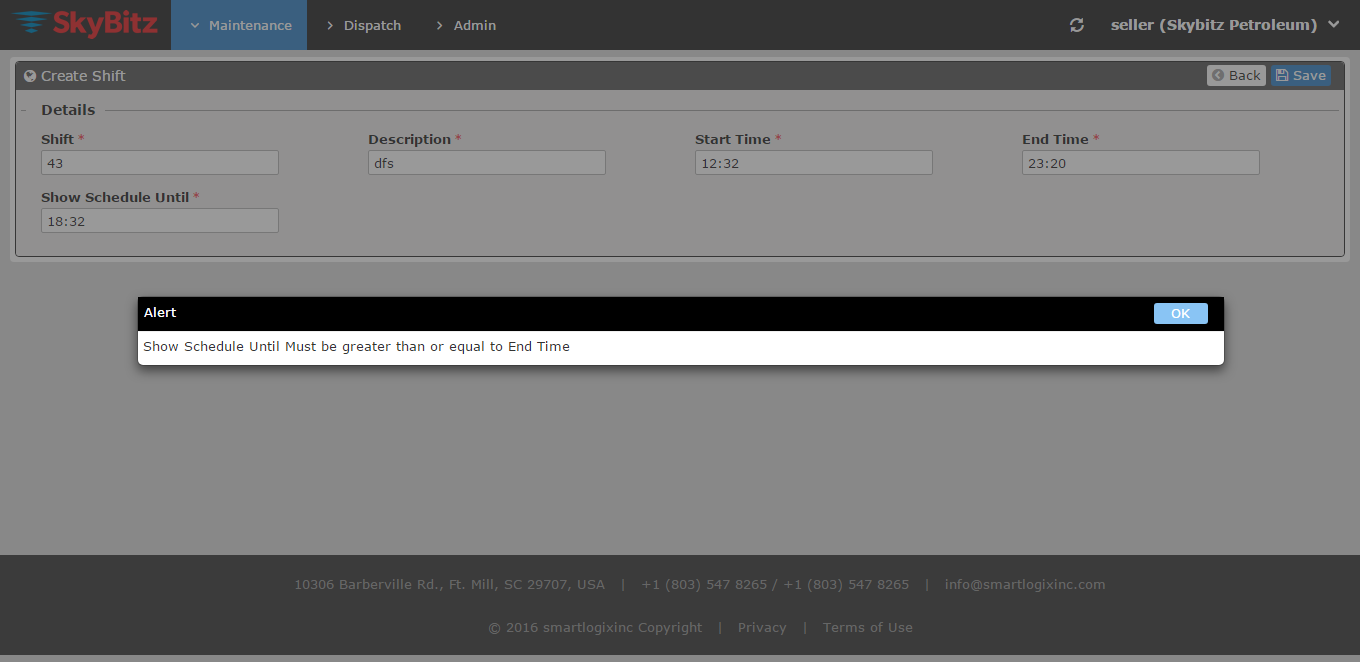 SkyBitz Maintenance Dispatch Admin seller (Skybitz Petroleum)
Create Shift Back Save
Details
Shift * Description * Start Time * End Time *
43 dfs 12:32 23:20
Show Schedule Until *
18:32
Alert OK
Show Schedule Until Must be greater than or equal to End Time
10306 Barberville Rd., Ft. Mill, SC 29707, USA | +1 (803) 547 8265 / +1 (803) 547 8265 | info@smartlogixinc.com
© 2016 smartlogixinc Copyright | Privacy | Terms of Use